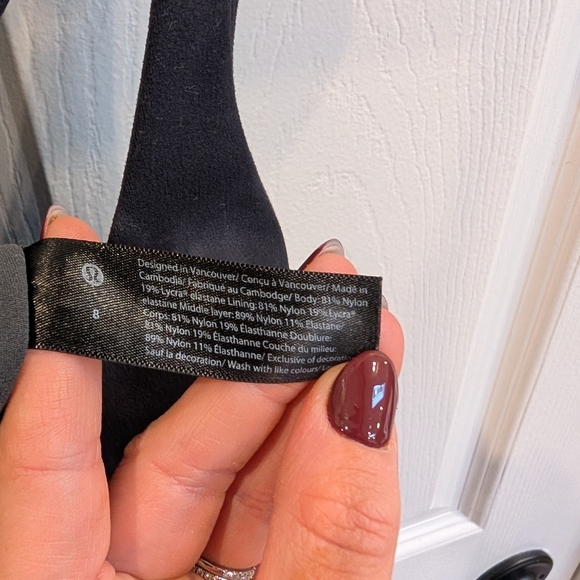 8
Designed in Vancouver/ Conçu à Vancouver/ Made in
Cambodia/ Fabriqué au Cambodge/ Body: 81% Nylon
19% Lycra® elastane Lining: 81% Nylon 19% Lycra®
elastane Middle layer: 89% Nylon 11% Elastane/
Corps: 81% Nylon 19% Élasthanne Doublure:
81% Nylon 19% Élasthanne Couche du milieu:
89% Nylon 11% Élasthanne/ Exclusive of decoration/
Sauf la decoration/ Wash with like colours/